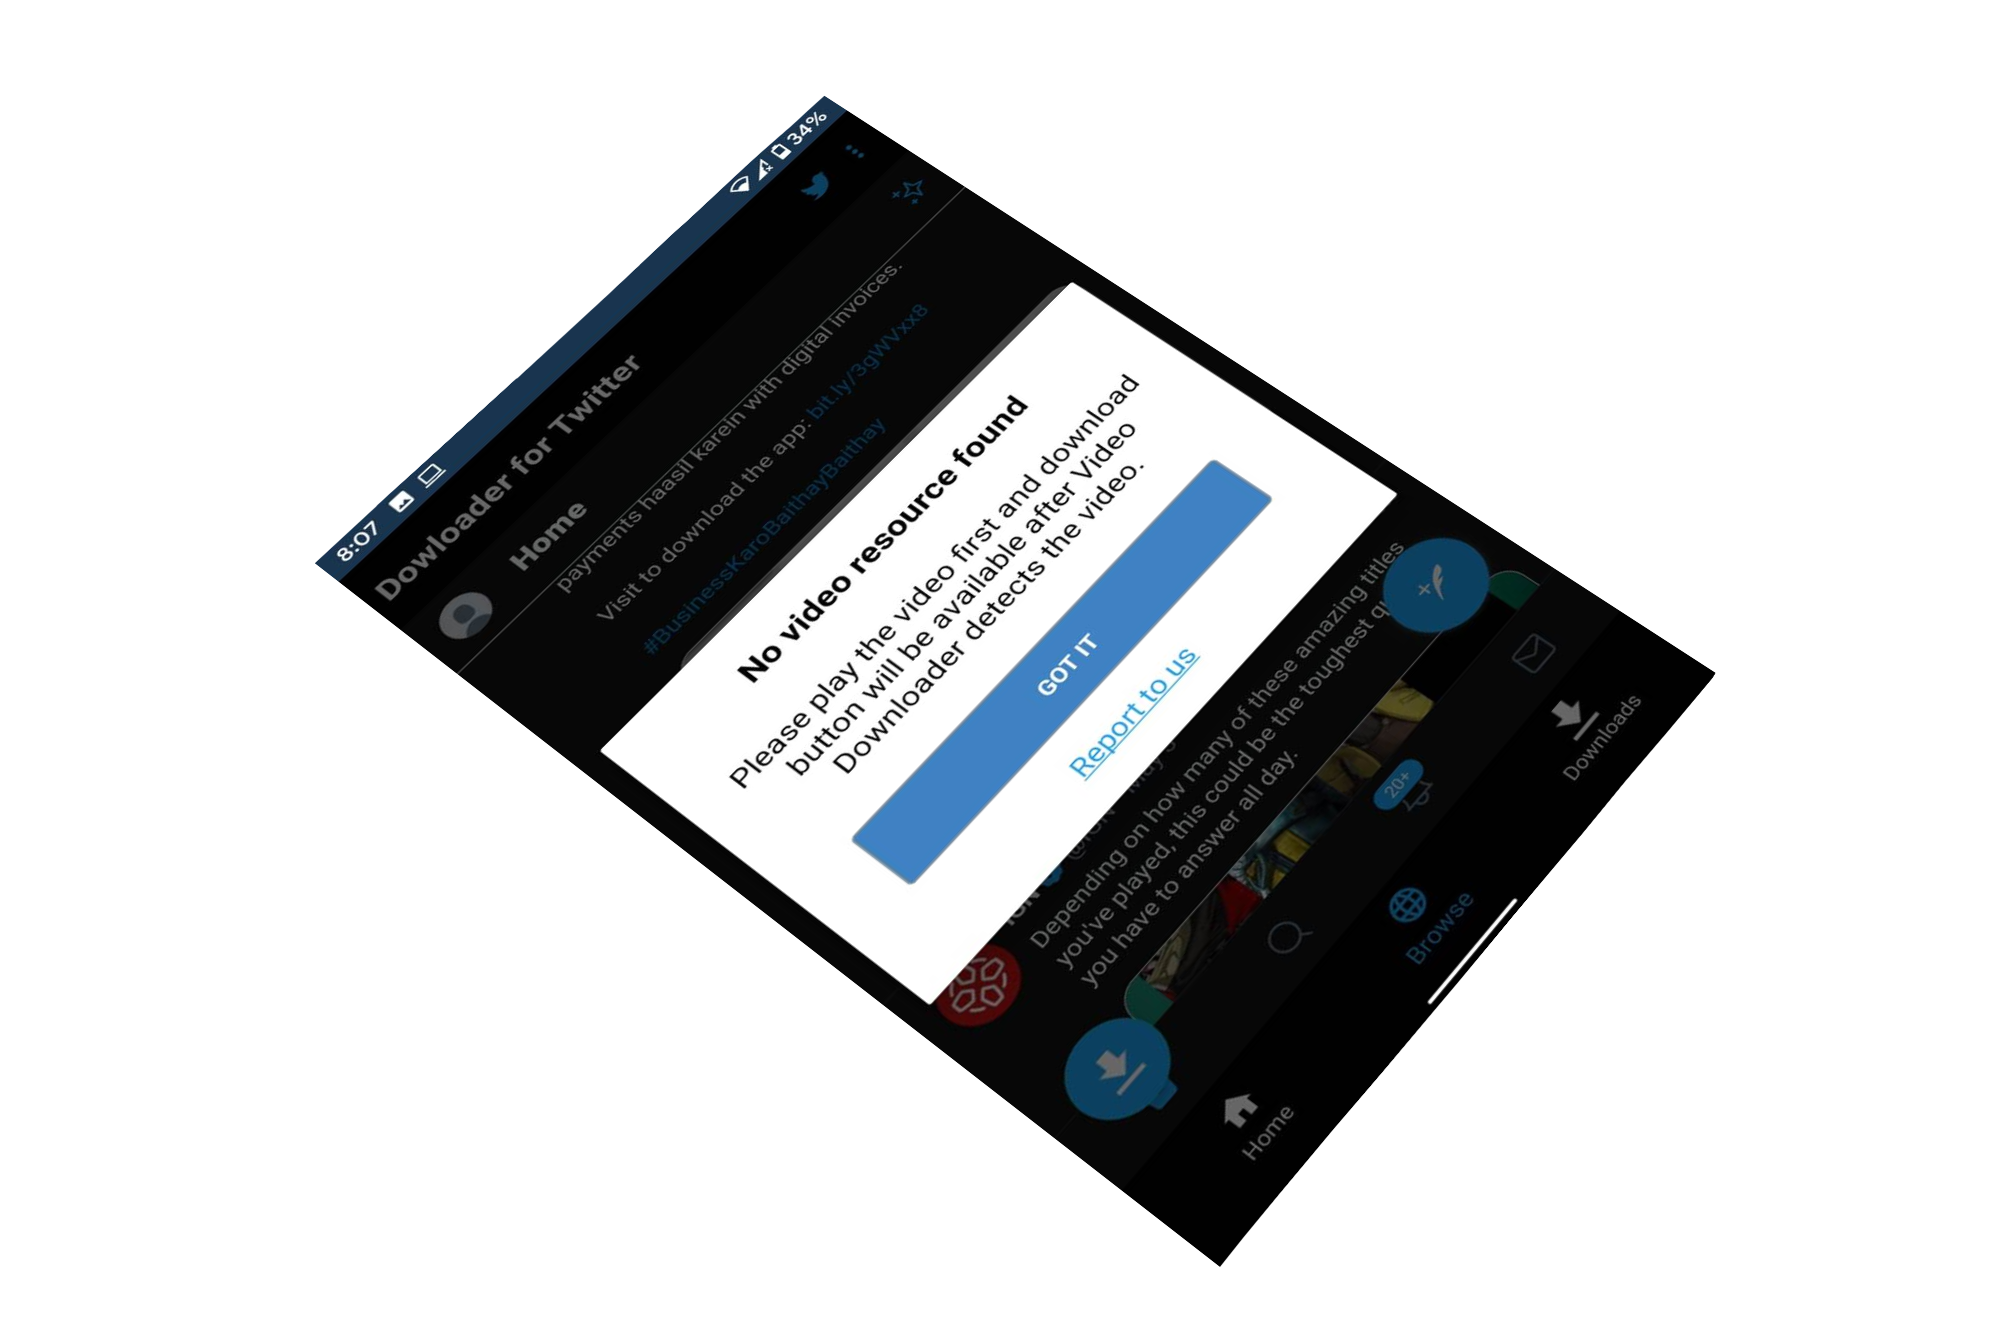 8:07
34%
Dowloader for Twitter
Home
payments haasil karein with digital invoices.
Visit to download the app: bit.ly/3gWVxx8
#BusinessKaroBaithayBaithay
No video resource found
Please play the video first and download
button will be available after Video
Downloader detects the video.
GOT IT
Report to us
Depending on how many of these amazing titles
you've played, this could be the toughest
you have to answer all day.
20+
Home
Browse
Downloads